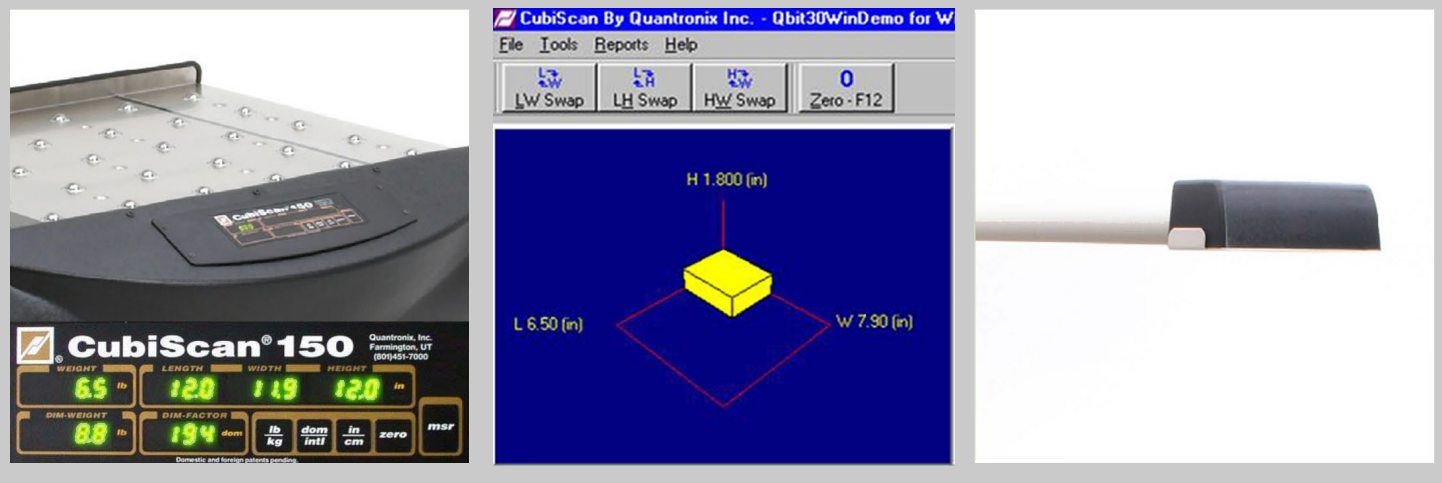 CubiScan 150
CubiScan® 150
Quantronix, Inc.
Farmington, UT
(801)451-7000
WEIGHT LENGTH WIDTH HEIGHT
6.5 lb 12.0 11.9 12.0 in
DIM-WEIGHT DIM-FACTOR
8.8 lb 194 dom
lb
kg
dom
intl
in
cm
zero
msr
Domestic and foreign patents pending.
CubiScan By Quantronix Inc. - Qbit30WinDemo for W
File Tools Reports Help
L W
L H
H W
0
LW Swap LH Swap HW Swap Zero - F12
H 1.800 (in)
L 6.50 (in)
W 7.90 (in)